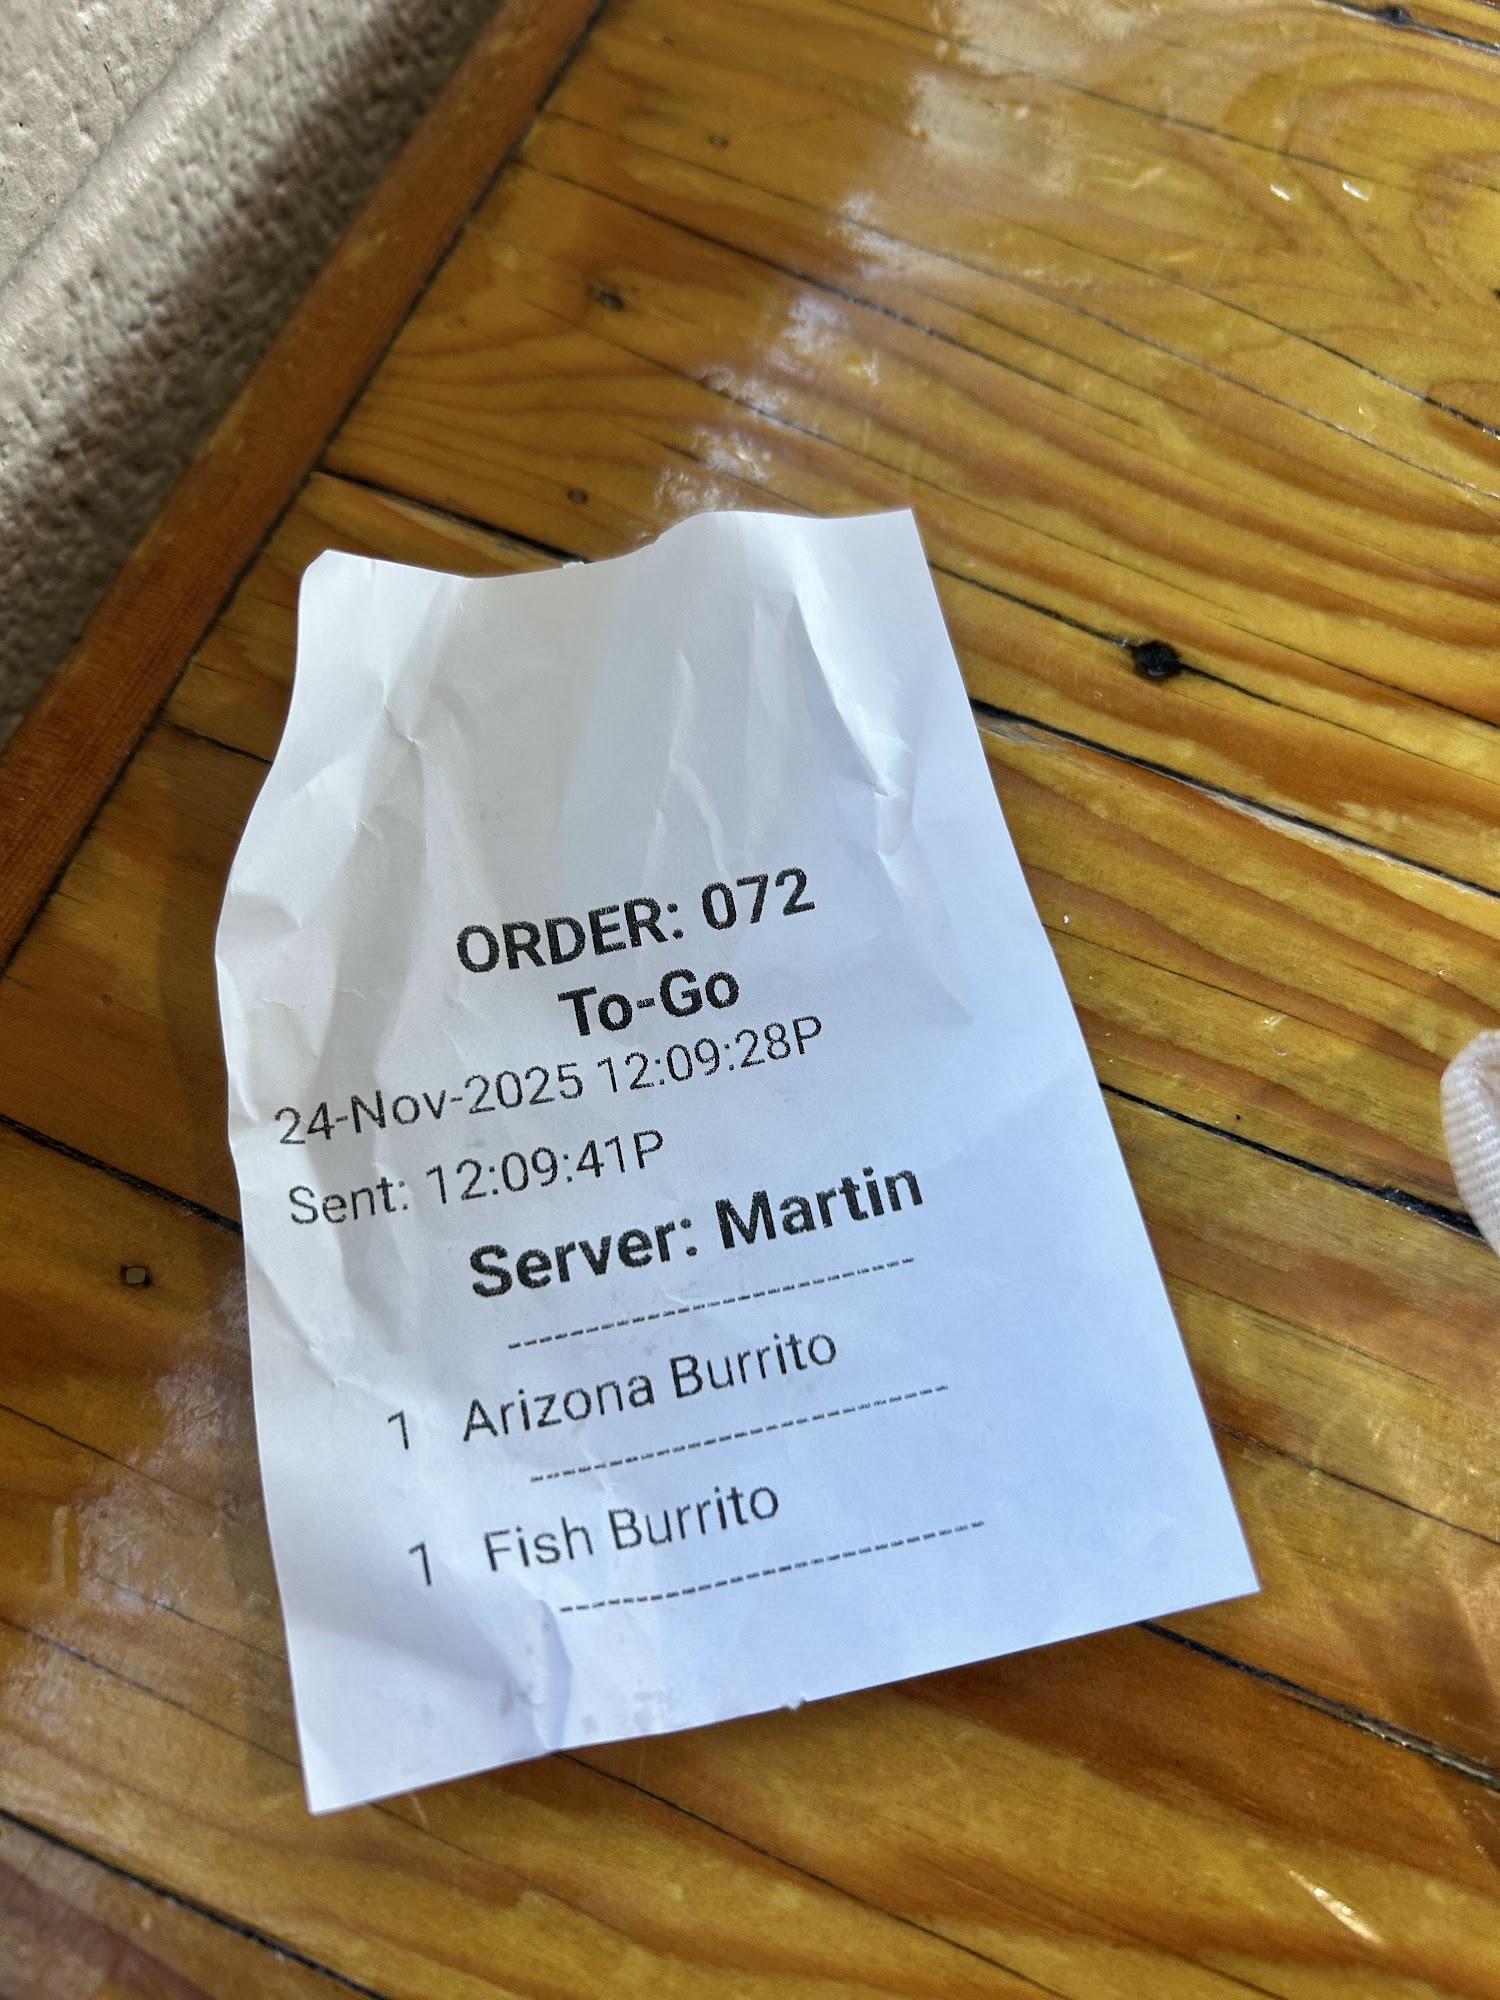 ORDER: 072
To-Go
24-Nov-2025 12:09:28P
Sent: 12:09:41P
Server: Martin
1 Arizona Burrito
1 Fish Burrito